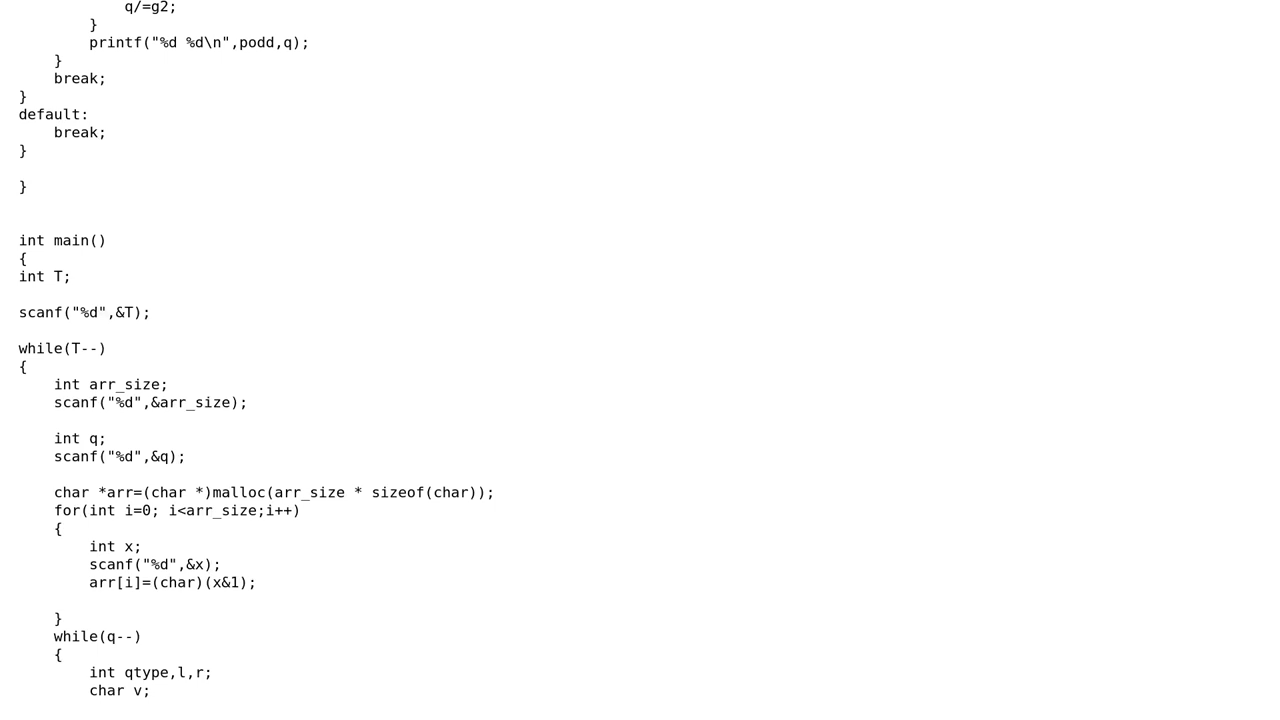 q/=g2;
        }
        printf("%d %d\n",podd,q);
    }
    break;
}
default:
    break;
}

}


int main()
{
int T;

scanf("%d",&T);

while(T--)
{
    int arr_size;
    scanf("%d",&arr_size);

    int q;
    scanf("%d",&q);

    char *arr=(char *)malloc(arr_size * sizeof(char));
    for(int i=0; i<arr_size;i++)
    {
        int x;
        scanf("%d",&x);
        arr[i]=(char)(x&1);

    }
    while(q--)
    {
        int qtype,l,r;
        char v;